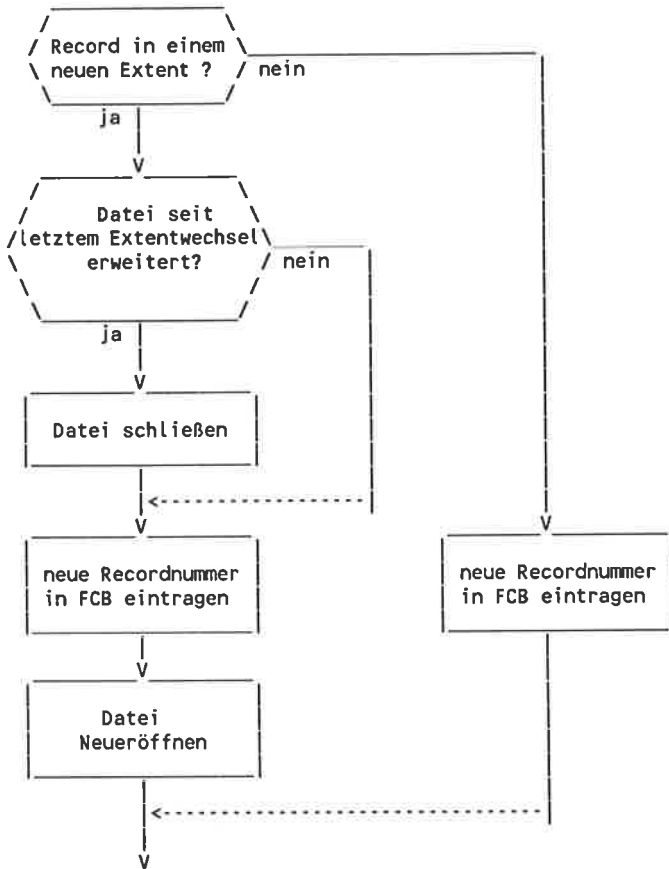 Record in einem
neuen Extent ?
nein
ja
Datei seit
letztem Extentwechsel
erweitert?
nein
ja
Datei schließen
neue Recordnummer
in FCB eintragen
neue Recordnummer
in FCB eintragen
Datei
Neueröffnen